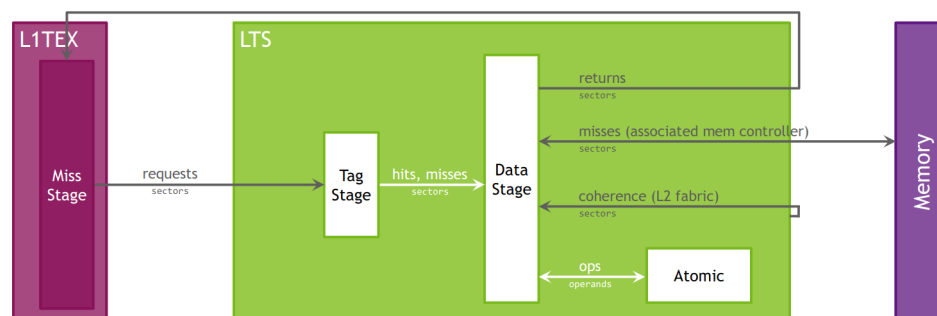 L1TEX
LTS
returns
sectors
misses (associated mem controller)
sectors
Miss
Stage
requests
sectors
Tag
Stage
hits, misses
sectors
Data
Stage
coherence (L2 fabric)
sectors
ops
operands
Atomic
Memory